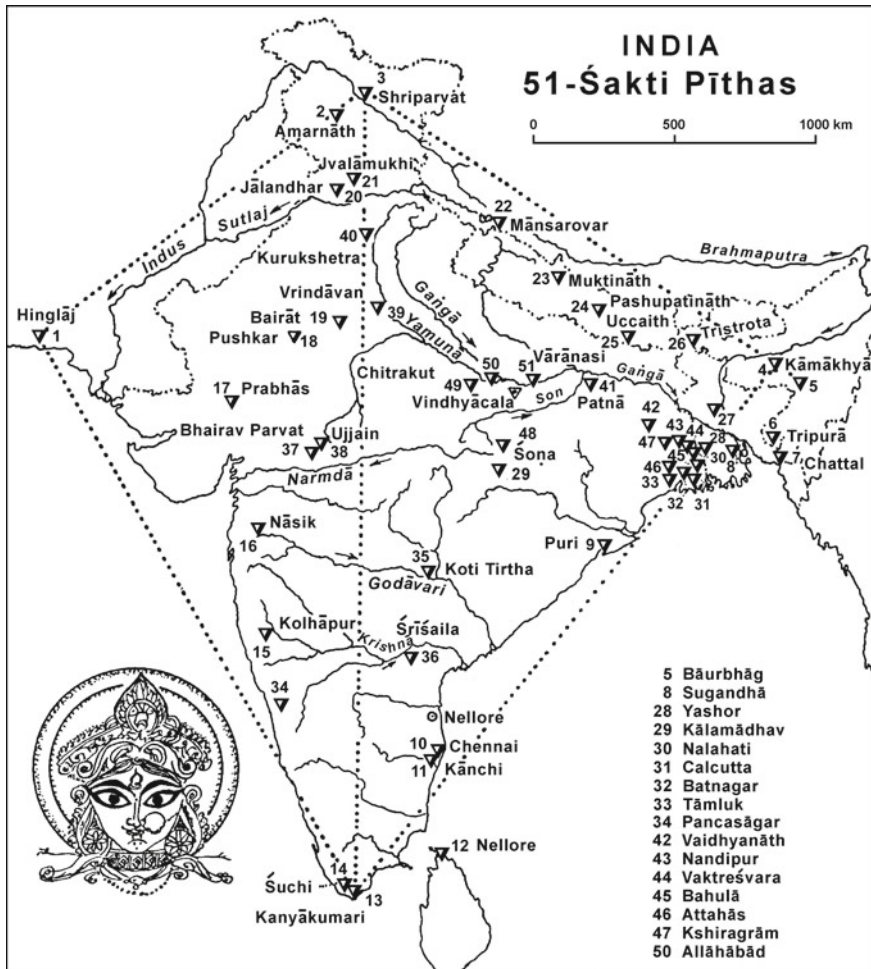 INDIA
51-Śakti Pīthas
0 500 1000 km
3
Shriparvat
2
Amarnāth
Jvalāmukhi
21
Jālandhar
20
Sutlaj
Indus
22
Mānsarovar
40
Kurukshetra
Brahmaputra
23 Muktināth
Gaṅgā
Vrindāvan
39
24 Pashupatināth
Uccaith
25
26 Tristrota
Hinglāj
1
Bairāt 19
Pushkar 18
Yamuna
4 Kāmākhyā
5
50
51 Vārānasi
Gaṅgā
Chitrakut
49
Vindhyācala
Son
41
Patnā
17 Prabhās
27
42
Bhairav Parvat
37
Ujjain
38
48
Śona
29
47 43 44 28
6
Tripurā
7
Chattal
46 45 30 8
33
32 31
Narmdā
Nāsik
16
Puri 9
35
Koti Tirtha
Godāvari
Kolhāpur
15
Krishna
Śrīśaila
36
34
Nellore
10 Chennai
11 Kānchi
12 Nellore
14
Śuchi
13
Kanyākumari
5 Bāurbhāg
8 Sugandhā
28 Yashor
29 Kālamādhav
30 Nalahati
31 Calcutta
32 Batnagar
33 Tāmluk
34 Pancasāgar
42 Vaidhyanāth
43 Nandipur
44 Vaktreśvara
45 Bahulā
46 Attahās
47 Kshiragrām
50 Allāhābād